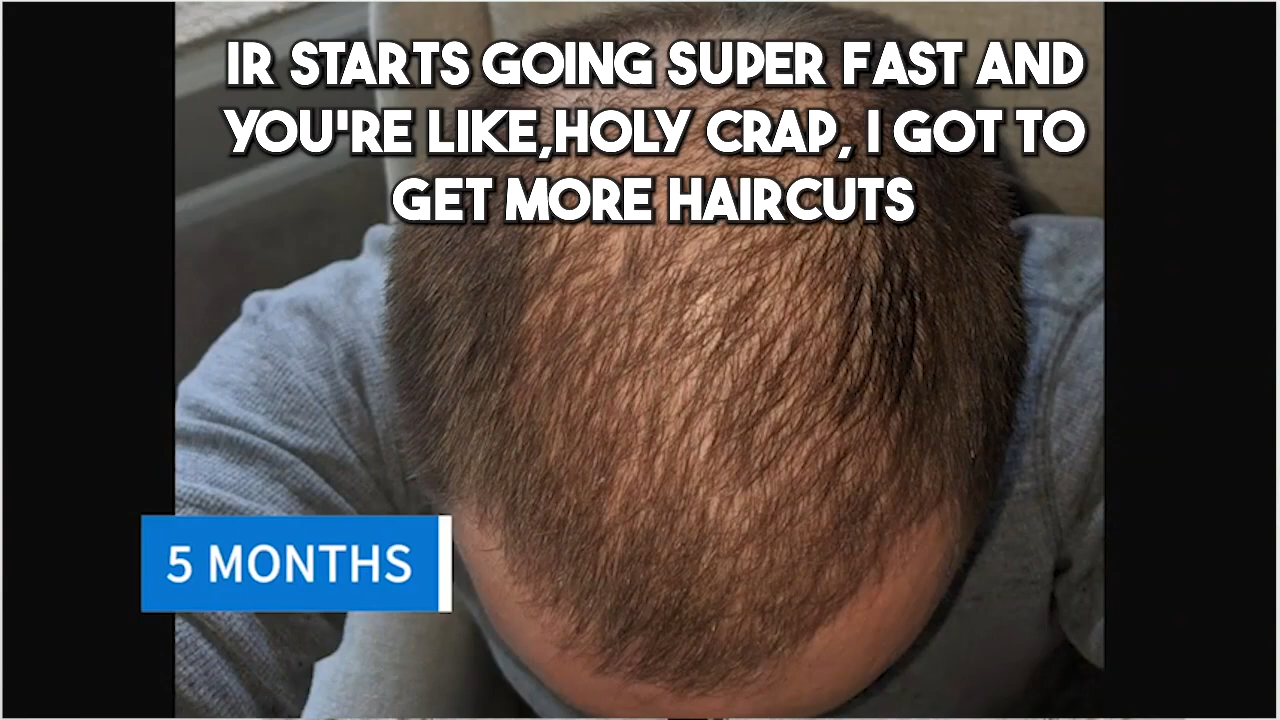 IR STARTS GOING SUPER FAST AND
YOU'RE LIKE,HOLY CRAP, I GOT TO
GET MORE HAIRCUTS
5 MONTHS